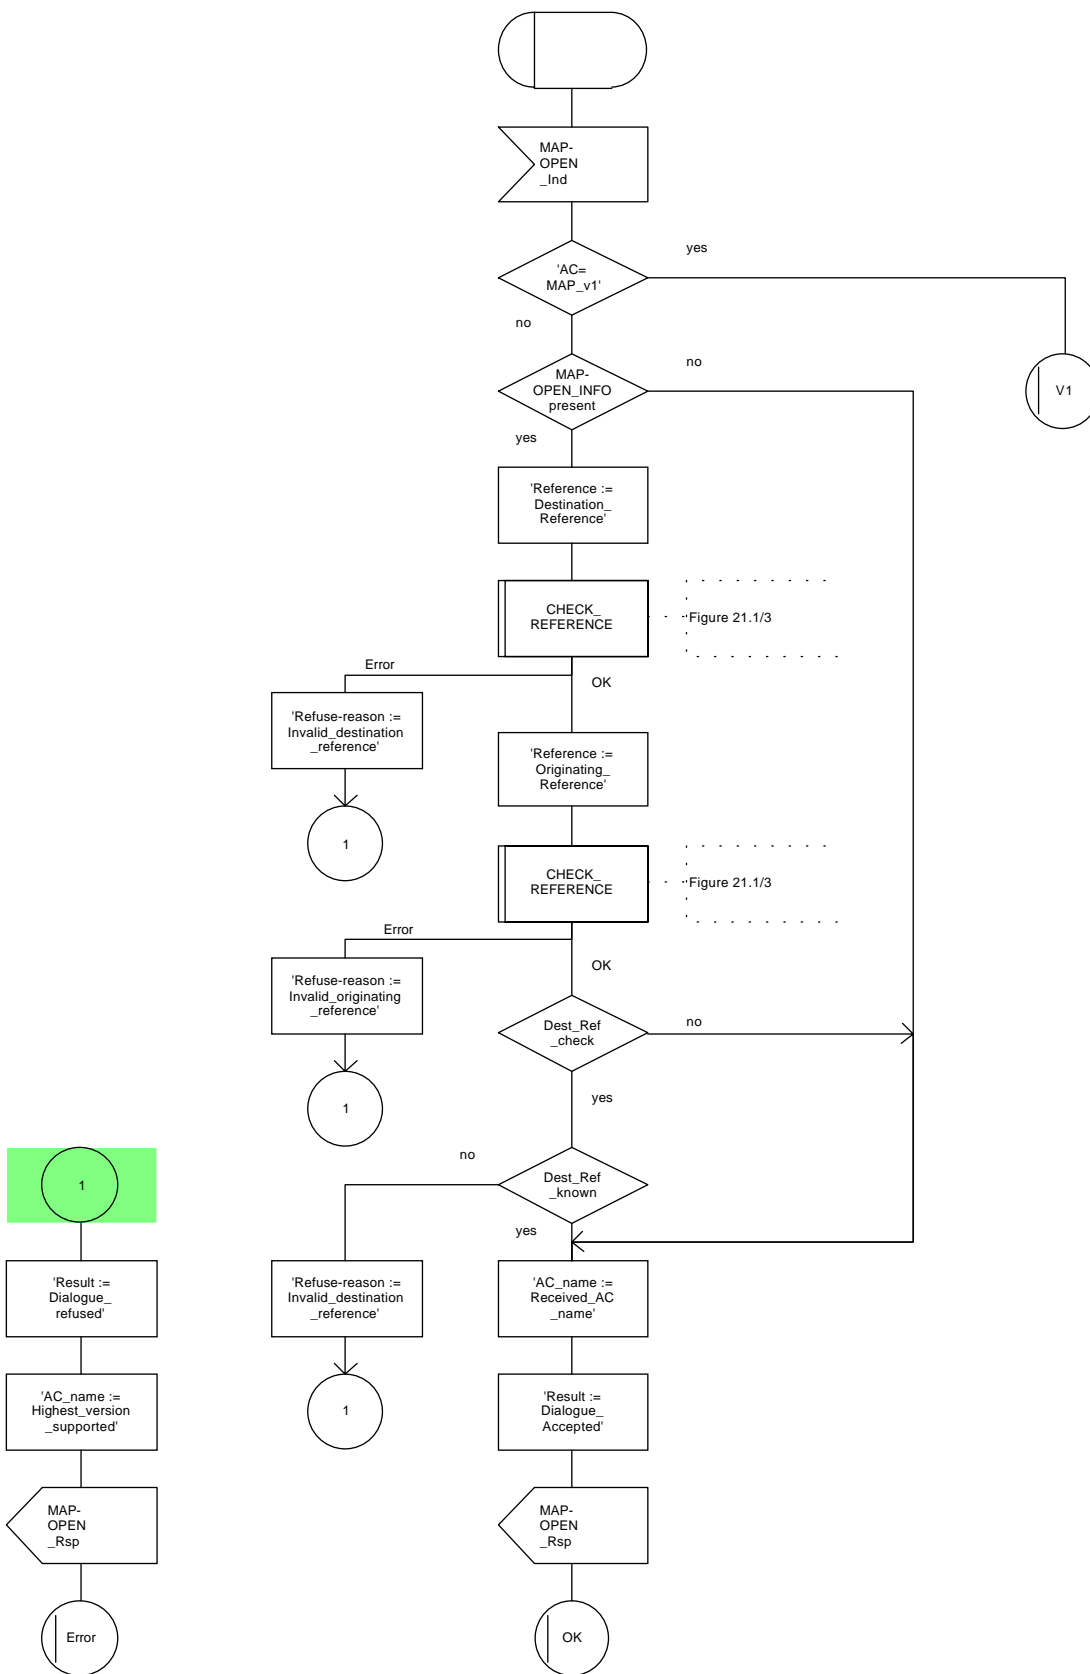 MAP-
OPEN
_Ind
yes
'AC=
MAP_v1'
no
no
MAP-
OPEN_INFO
present
V1
yes
'Reference :=
Destination_
Reference'
CHECK_
REFERENCE
Figure 21.1/3
Error
OK
'Refuse-reason :=
Invalid_destination
_reference'
'Reference :=
Originating_
Reference'
1
CHECK_
REFERENCE
Figure 21.1/3
Error
OK
'Refuse-reason :=
Invalid_originating
_reference'
Dest_Ref
_check
no
yes
1
no
Dest_Ref
_known
1
yes
'Result :=
Dialogue_
refused'
'Refuse-reason :=
Invalid_destination
_reference'
'AC_name :=
Received_AC
_name'
'AC_name :=
Highest_version
_supported'
1
'Result :=
Dialogue_
Accepted'
MAP-
OPEN
_Rsp
MAP-
OPEN
_Rsp
Error
OK